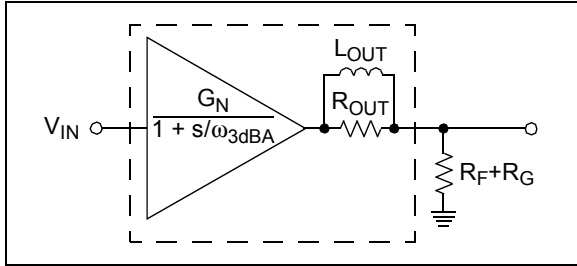 L_OUT
R_OUT
G_N
1 + s/ω_3dBA
V_IN
R_F+R_G